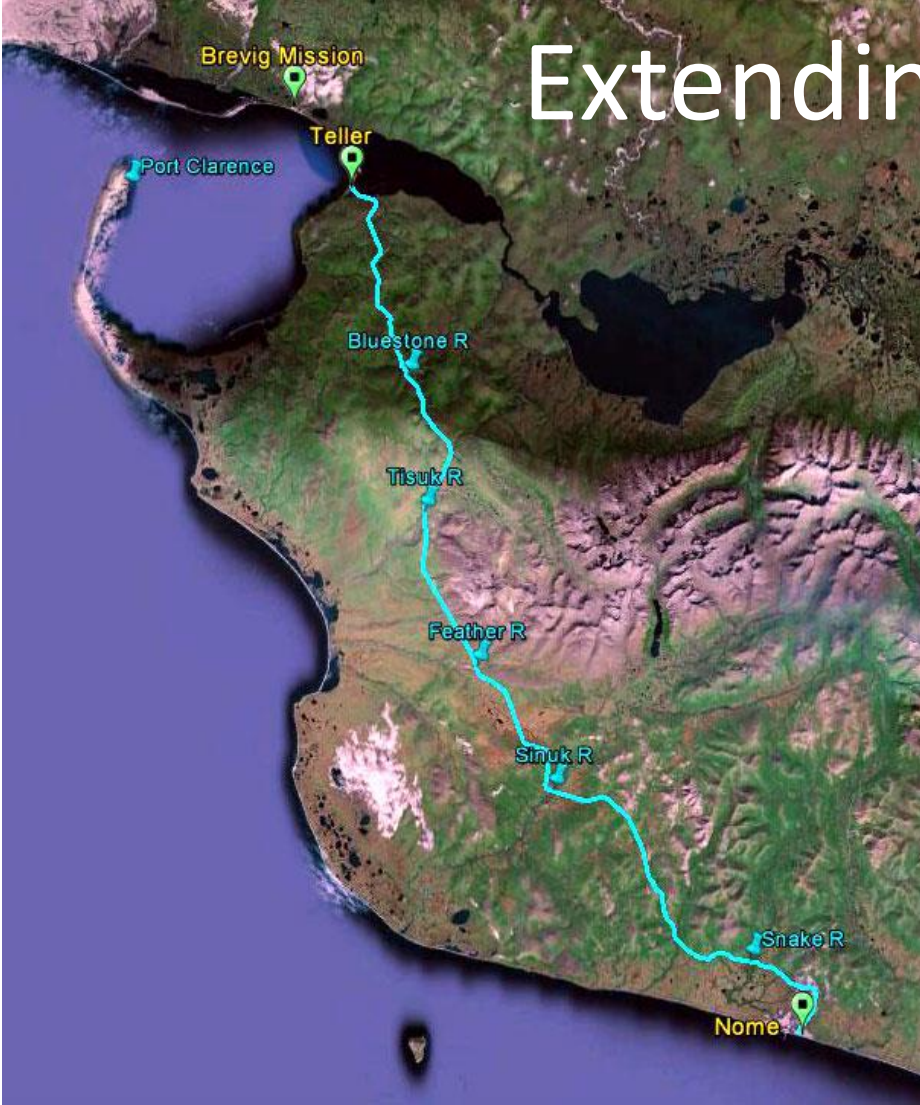 Extendin
Brevig Mission
Teller
Port Clarence
Bluestone R
Tisuk R
Feather R
Sinuk R
Snake R
Nome